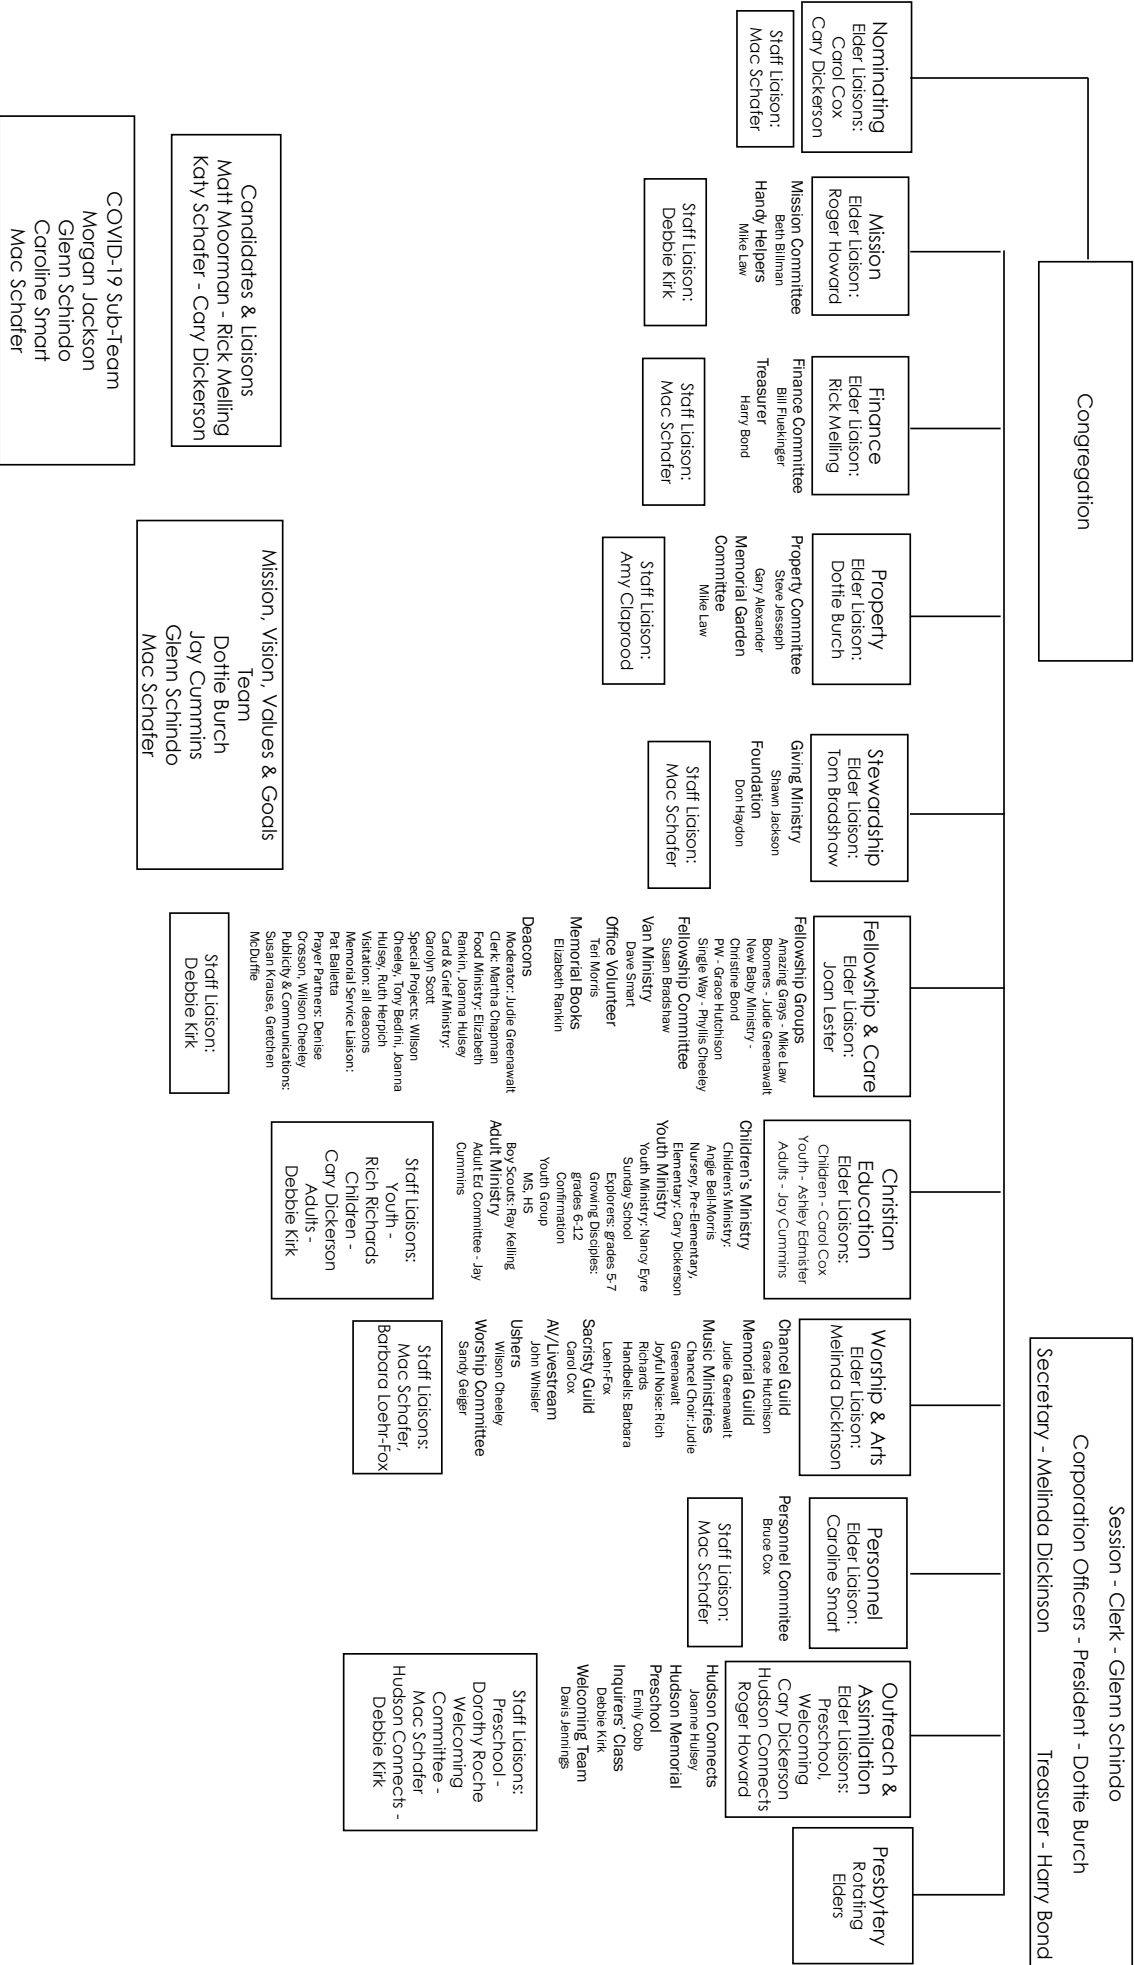 Congregation
Session - Clerk - Glenn Schindo
Corporation Officers - President - Dottie Burch
Secretary - Melinda Dickinson Treasurer - Harry Bond
Nominating
Elder Liaisons:
Carol Cox
Cary Dickerson
Staff Liaison:
Mac Schafer
Mission
Elder Liaison:
Roger Howard
Mission Committee
Beth Billman
Handy Helpers
Mike Law
Staff Liaison:
Debbie Kirk
Finance
Elder Liaison:
Rick Melling
Finance Committee
Bill Fluekinger
Treasurer
Harry Bond
Staff Liaison:
Mac Schafer
Property
Elder Liaison:
Dottie Burch
Property Committee
Steve Jesseph
Gary Alexander
Memorial Garden
Committee
Mike Law
Staff Liaison:
Amy Claprood
Stewardship
Elder Liaison:
Tom Bradshaw
Giving Ministry
Shawn Jackson
Foundation
Don Haydon
Staff Liaison:
Mac Schafer
Fellowship & Care
Elder Liaison:
Joan Lester
Fellowship Groups
Amazing Grays - Mike Law
Boomers - Judie Greenawalt
New Baby Ministry -
Christine Bond
PW - Grace Hutchison
Single Way - Phyllis Cheeley
Fellowship Committee
Susan Bradshaw
Van Ministry
Dave Smart
Office Volunteer
Teri Morris
Memorial Books
Elizabeth Rankin
Deacons
Moderator: Judie Greenawalt
Clerk: Martha Chapman
Food Ministry: Elizabeth
Rankin, Joanna Hulsey
Card & Grief Ministry:
Carolyn Scott
Special Projects: Wilson
Cheeley, Tony Bedini, Joanna
Hulsey, Ruth Herpich
Visitation: all deacons
Memorial Service Liaison:
Pat Balletta
Prayer Partners: Denise
Crosson, Wilson Cheeley
Publicity & Communications:
Susan Krause, Gretchen
McDuffie
Staff Liaison:
Debbie Kirk
Christian
Education
Elder Liaisons:
Children - Carol Cox
Youth - Ashley Edmister
Adults - Jay Cummins
Children's Ministry
Children's Ministry:
Angie Bell-Morris
Nursery, Pre-Elementary,
Elementary: Cary Dickerson
Youth Ministry
Youth Ministry: Nancy Eyre
Sunday School
Explorers: grades 5-7
Growing Disciples:
grades 6-12
Confirmation
Youth Group
MS, HS
Boy Scouts: Ray Kelling
Adult Ministry
Adult Ed Committee - Jay
Cummins
Staff Liaisons:
Youth -
Rich Richards
Children -
Cary Dickerson
Adults -
Debbie Kirk
Worship & Arts
Elder Liaison:
Melinda Dickinson
Chancel Guild
Grace Hutchison
Memorial Guild
Judie Greenawalt
Music Ministries
Chancel Choir: Judie
Greenawalt
Joyful Noise: Rich
Richards
Handbells: Barbara
Loehr-Fox
Sacristy Guild
Carol Cox
AV/Livestream
John Whisler
Ushers
Wilson Cheeley
Worship Committee
Sandy Geiger
Staff Liaisons:
Mac Schafer,
Barbara Loehr-Fox
Personnel
Elder Liaison:
Caroline Smart
Personnel Commitee
Bruce Cox
Staff Liaison:
Mac Schafer
Outreach &
Assimilation
Elder Liaisons:
Preschool,
Welcoming
Cary Dickerson
Hudson Connects
Roger Howard
Hudson Connects
Joanne Hulsey
Hudson Memorial
Preschool
Emily Cobb
Inquirers' Class
Debbie Kirk
Welcoming Team
Davis Jennings
Staff Liaisons:
Preschool -
Dorothy Roche
Welcoming
Committee -
Mac Schafer
Hudson Connects -
Debbie Kirk
Presbytery
Rotating
Elders
Candidates & Liaisons
Matt Moorman - Rick Melling
Katy Schafer - Cary Dickerson
Mission, Vision, Values & Goals
Team
Dottie Burch
Jay Cummins
Glenn Schindo
Mac Schafer
COVID-19 Sub-Team
Morgan Jackson
Glenn Schindo
Caroline Smart
Mac Schafer